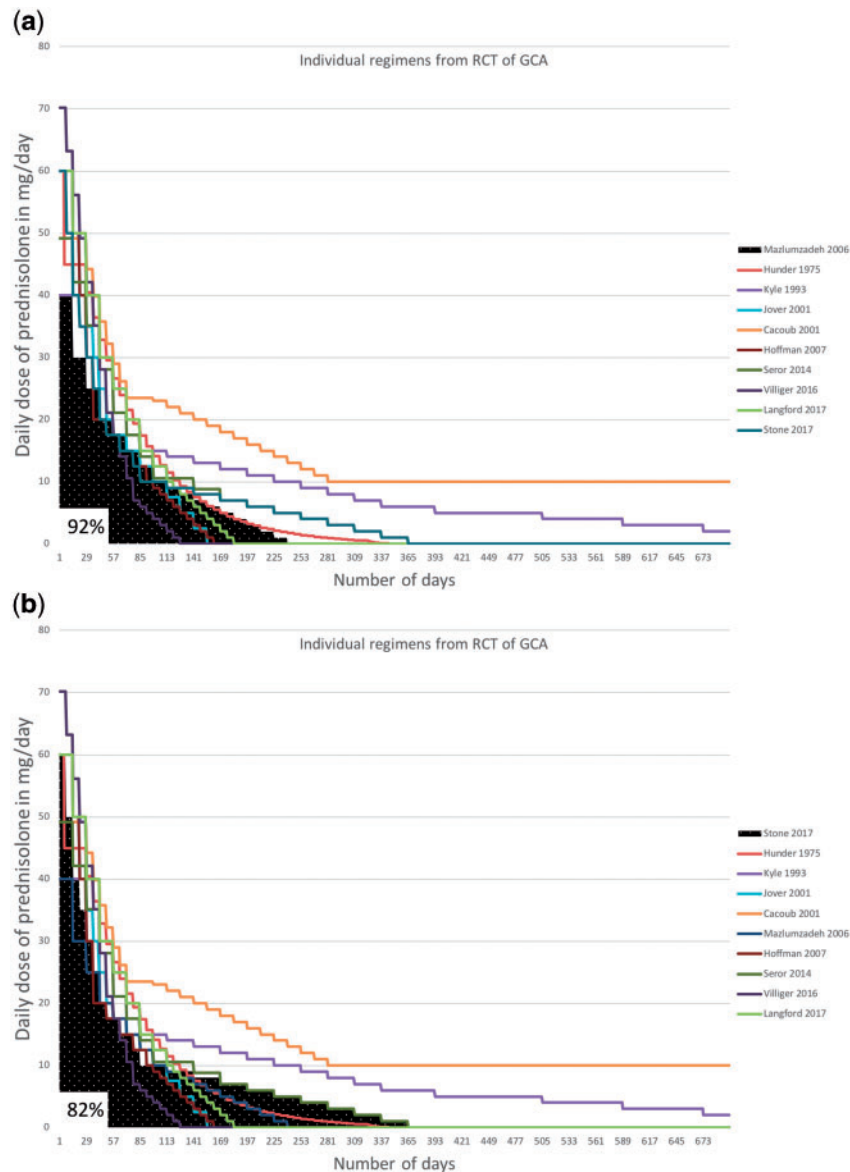 (a)
80
Individual regimens from RCT of GCA
70
60
50
40
30
20
10
0
Daily dose of prednisolone in mg/day
92%
1 29 57 85 113 141 169 197 225 253 281 309 337 365 393 421 449 477 505 533 561 589 617 645 673
Number of days
Mazlumzadeh 2006
Hunder 1975
Kyle 1993
Jover 2001
Cacoub 2001
Hoffman 2007
Seror 2014
Villiger 2016
Langford 2017
Stone 2017
(b)
80
Individual regimens from RCT of GCA
70
60
50
40
30
20
10
0
Daily dose of prednisolone in mg/day
82%
1 29 57 85 113 141 169 197 225 253 281 309 337 365 393 421 449 477 505 533 561 589 617 645 673
Number of days
Stone 2017
Hunder 1975
Kyle 1993
Jover 2001
Cacoub 2001
Mazlumzadeh 2006
Hoffman 2007
Seror 2014
Villiger 2016
Langford 2017